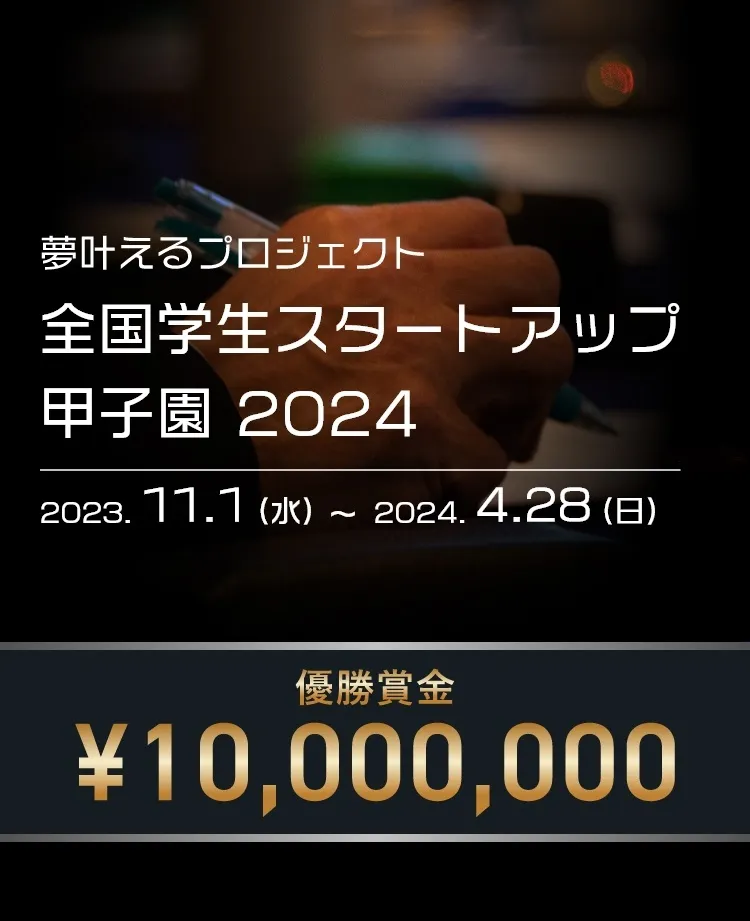 夢叶えるプロジェクト
全国学生スタートアップ
甲子園 2024
2023. 11.1 (水) ~ 2024. 4.28 (日)
優勝賞金
¥10,000,000